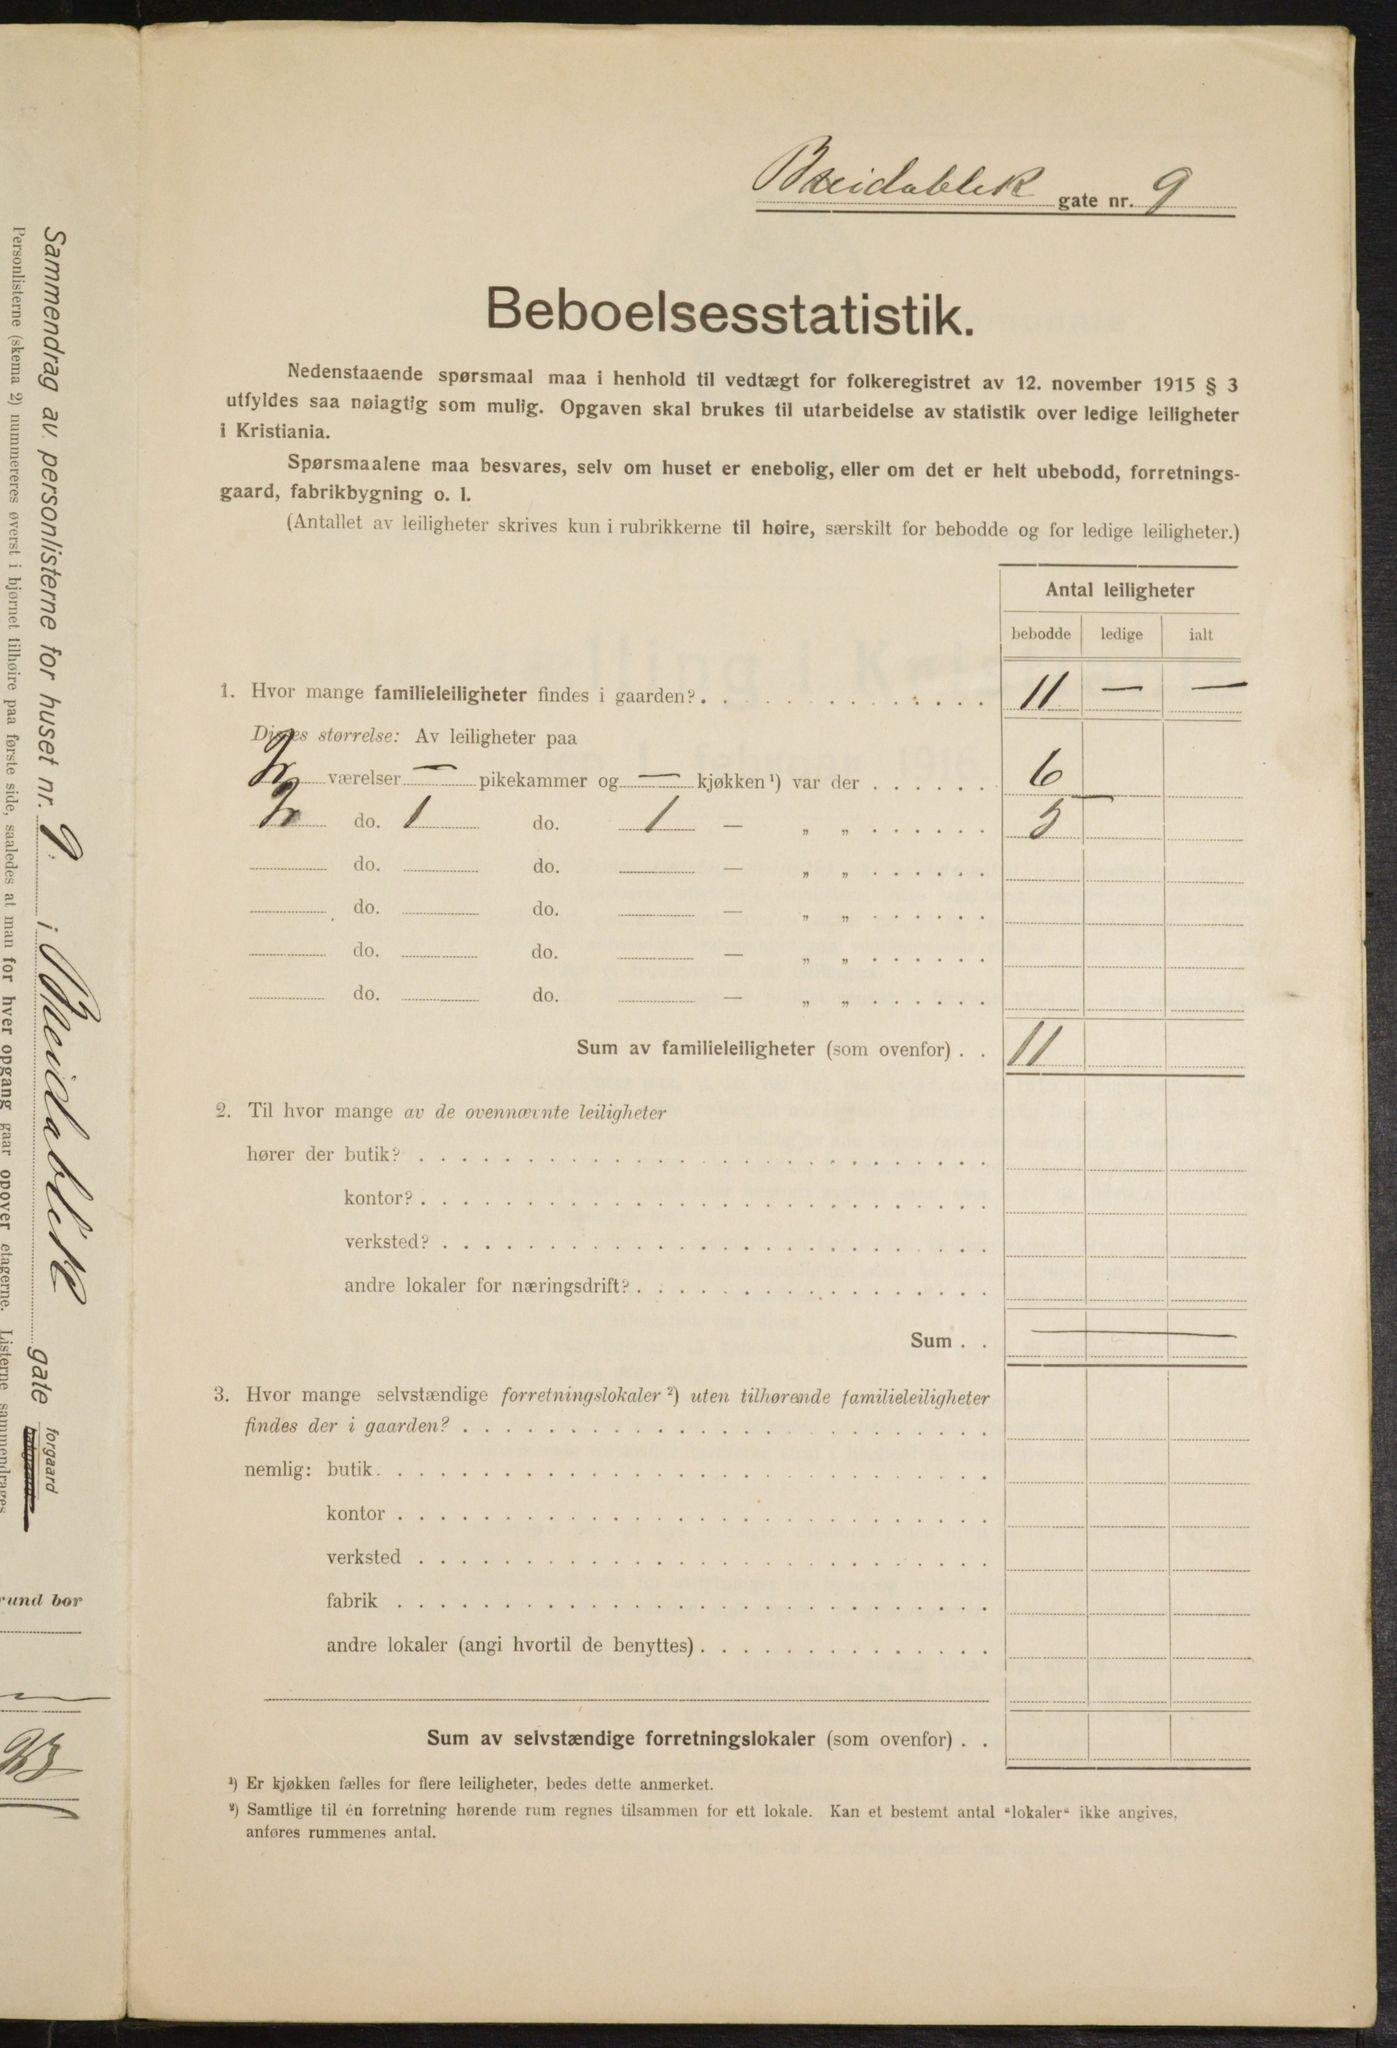 Breidablik gate nr. 9
Beboelsesstatistik.
Nedenstaaende spørsmaal maa i henhold til vedtægt for folkeregistret av 12. november 1915 § 3
utfyldes saa nøiagtig som mulig. Opgaven skal brukes til utarbeidelse av statistik over ledige leiligheter
i Kristiania.
Spørsmaalene maa besvares, selv om huset er enebolig, eller om det er helt ubebodd, forretnings-
gaard, fabrikbygning o. l.
(Antallet av leiligheter skrives kun i rubrikkerne til høire, særskilt for bebodde og for ledige leiligheter.)
Antal leiligheter
bebodde ledige ialt
1. Hvor mange familieleiligheter findes i gaarden? 11 — —
Disses størrelse: Av leiligheter paa
2 værelser — pikekammer og — kjøkken ¹) var der 6 —
2 do. 1 do. 1 — „ „ 5
do. do. — „ „
do. do. — „ „
do. do. — „ „
do. do. — „ „
Sum av familieleiligheter (som ovenfor) . . 11
2. Til hvor mange av de ovennævnte leiligheter
hører der butik?
kontor?
verksted?
andre lokaler for næringsdrift?
Sum . . —
3. Hvor mange selvstændige forretningslokaler ²) uten tilhørende familieleiligheter
findes der i gaarden?
nemlig: butik
kontor
verksted
fabrik
andre lokaler (angi hvortil de benyttes)
Sum av selvstændige forretningslokaler (som ovenfor) . .
¹) Er kjøkken fælles for flere leiligheter, bedes dette anmerket.
²) Samtlige til én forretning hørende rum regnes tilsammen for ett lokale. Kan et bestemt antal "lokaler" ikke angives,
anføres rummenes antal.
Sammendrag av personlisterne for huset nr. 9 i Breidablik gate forgaard bakgaard
Personlisterne (skema 2) nummereres øverst i hjørnet tilhøire paa første side, saaledes at man for hver opgang gaar opover etagerne. Listerne sammendrages
rund bor